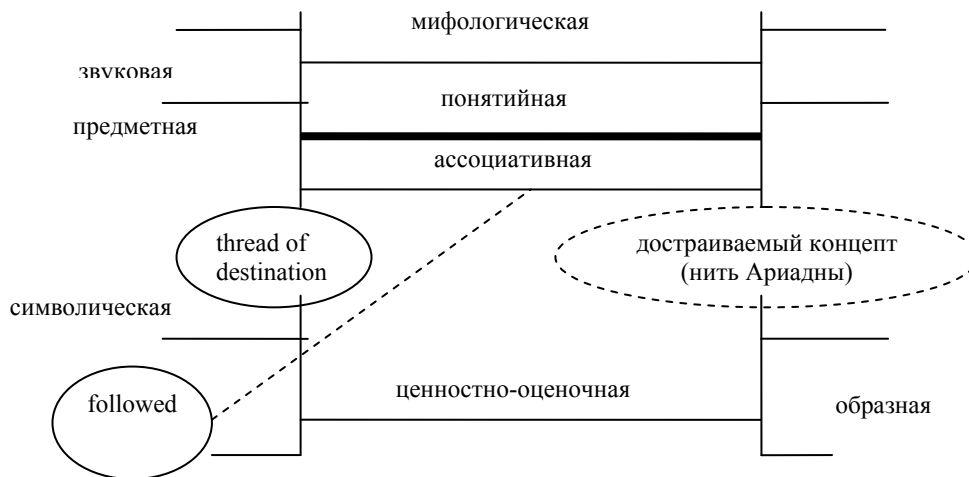 мифологическая
звуковая
понятийная
предметная
ассоциативная
thread of
destination
достраиваемый концепт
(нить Ариадны)
символическая
followed
ценностно-оценочная
образная